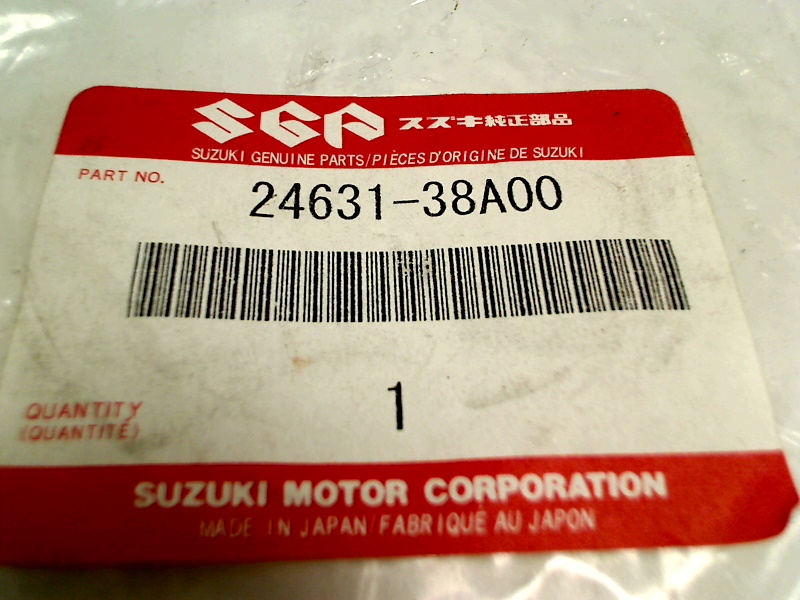 SGP スズキ純正部品
SUZUKI GENUINE PARTS/PIÈCES D'ORIGINE DE SUZUKI
PART NO.
24631-38A00
1
QUANTITY
(QUANTITÉ)
SUZUKI MOTOR CORPORATION
MADE IN JAPAN/FABRIQUÉ AU JAPON